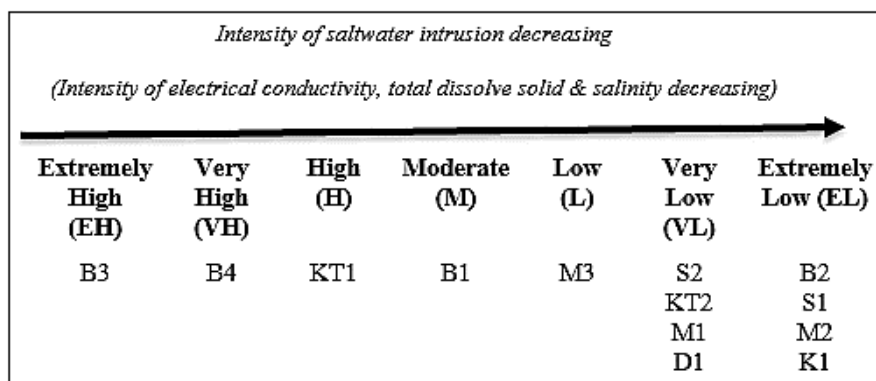 Intensity of saltwater intrusion decreasing
(Intensity of electrical conductivity, total dissolve solid & salinity decreasing)
Extremely High (EH) Very High (VH) High (H) Moderate (M) Low (L) Very Low (VL) Extremely Low (EL)
B3 B4 KT1 B1 M3 S2 B2
KT2 S1
M1 M2
D1 K1